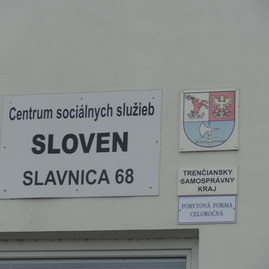 Centrum sociálnych služieb
SLOVEN
SLAVNICA 68
TRENČIANSKY
SAMOSPRÁVNY
KRAJ
POBYTOVÁ FORMA
CELOROČNÁ